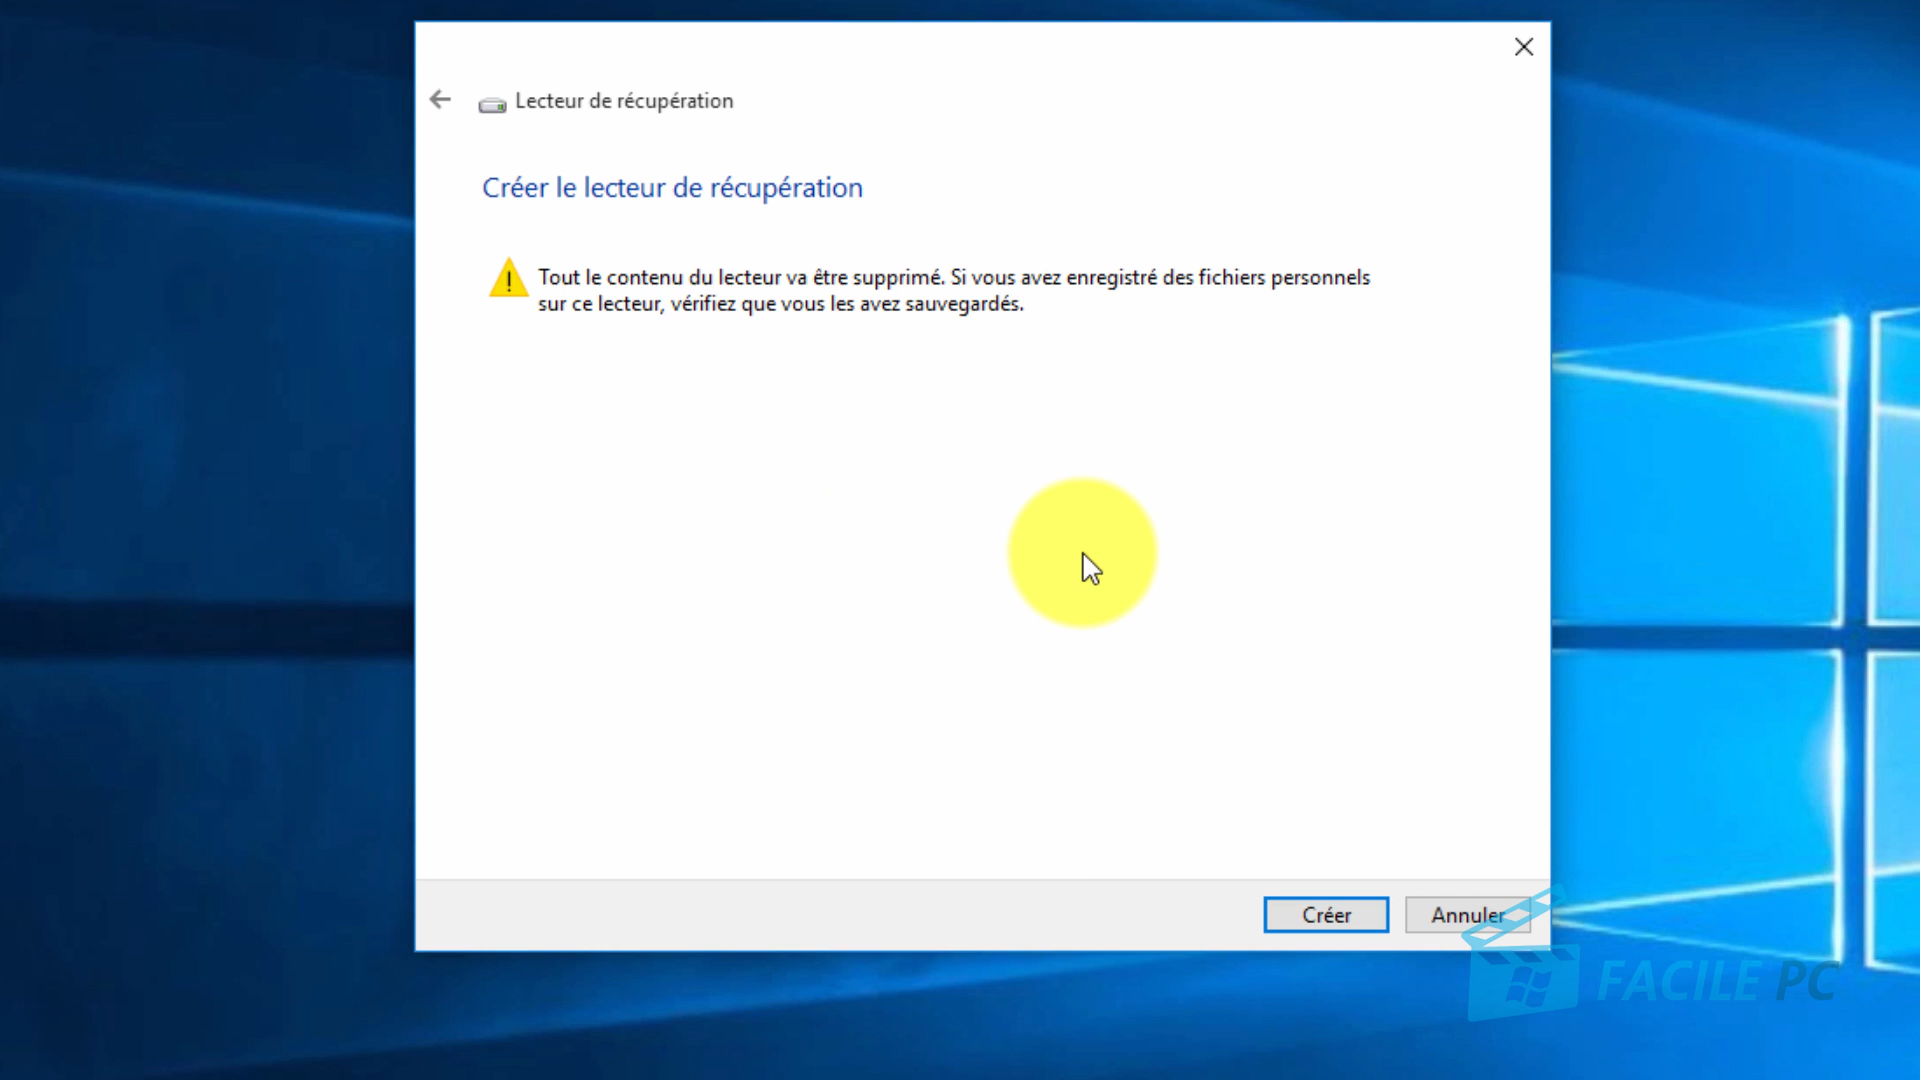 Lecteur de récupération
Créer le lecteur de récupération
Tout le contenu du lecteur va être supprimé. Si vous avez enregistré des fichiers personnels
sur ce lecteur, vérifiez que vous les avez sauvegardés.
Créer
Annuler
FACILE PC